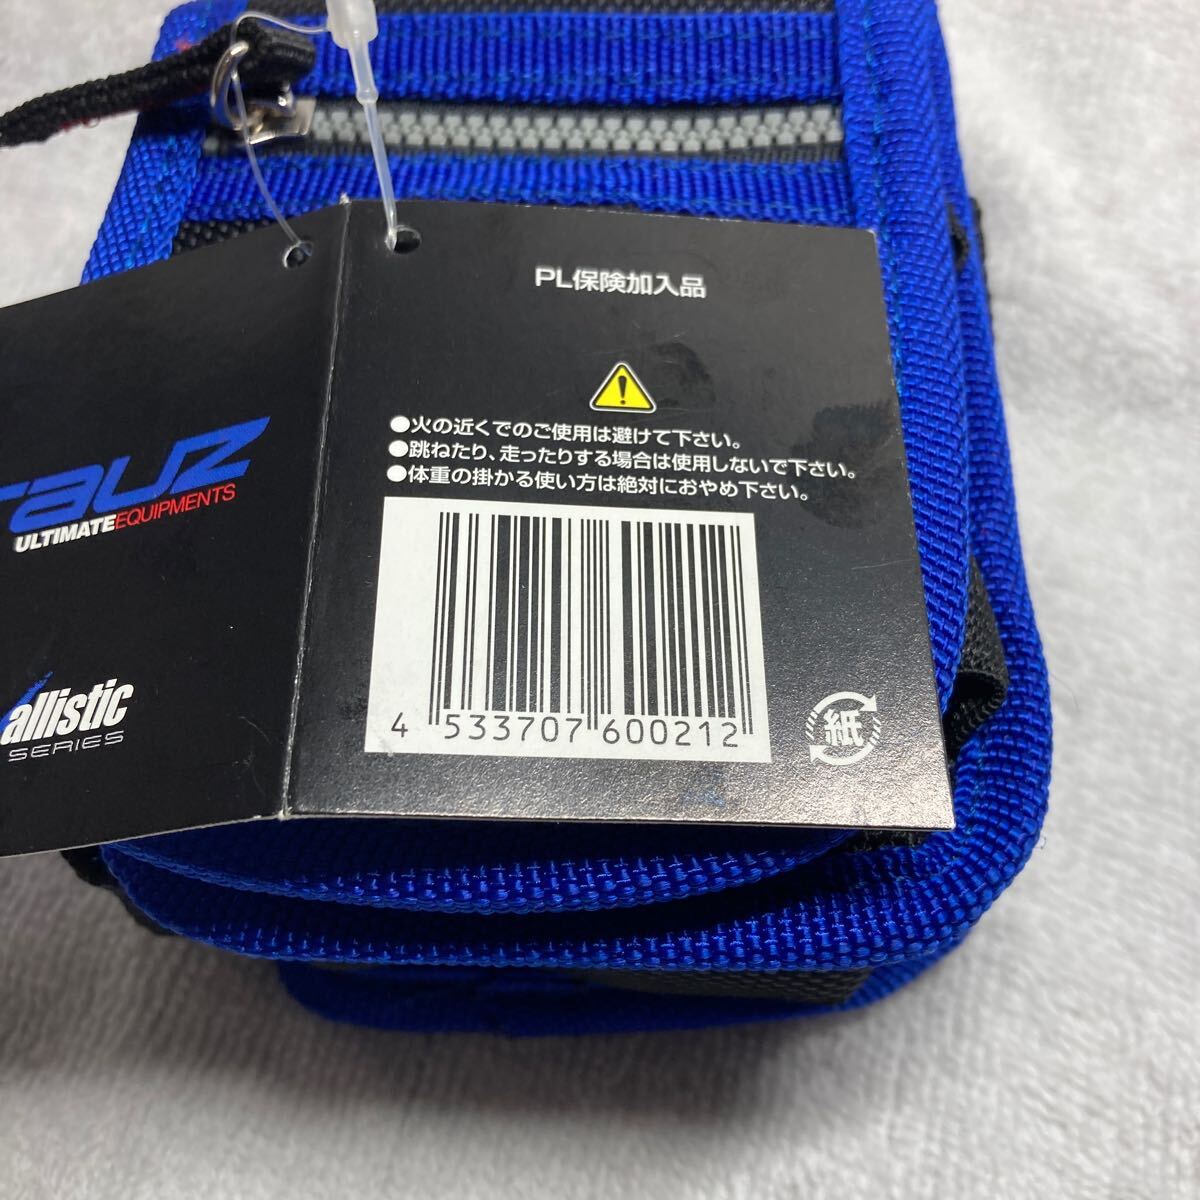 PL保険加入品
●火の近くでのご使用は避けて下さい。
●跳ねたり、走ったりする場合は使用しないで下さい。
●体重の掛かる使い方は絶対におやめ下さい。
4 533707 600212
紙
ULTIMATEEQUIPMENTS
allistic
SERIES